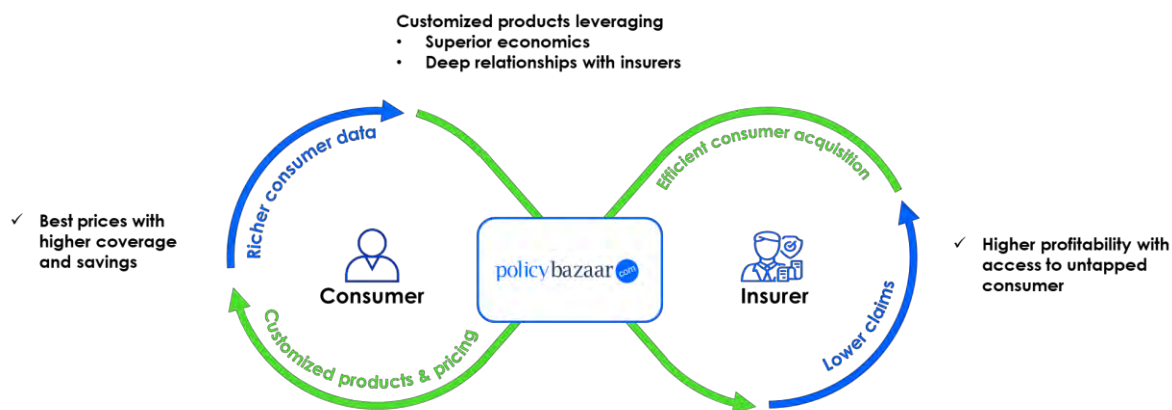 Customized products leveraging
• Superior economics
• Deep relationships with insurers
Richer consumer data
Efficient consumer acquisition
✓ Best prices with
higher coverage
and savings
policybazaar.com
Consumer
Insurer
✓ Higher profitability with
access to untapped
consumer
Customized products & pricing
Lower claims